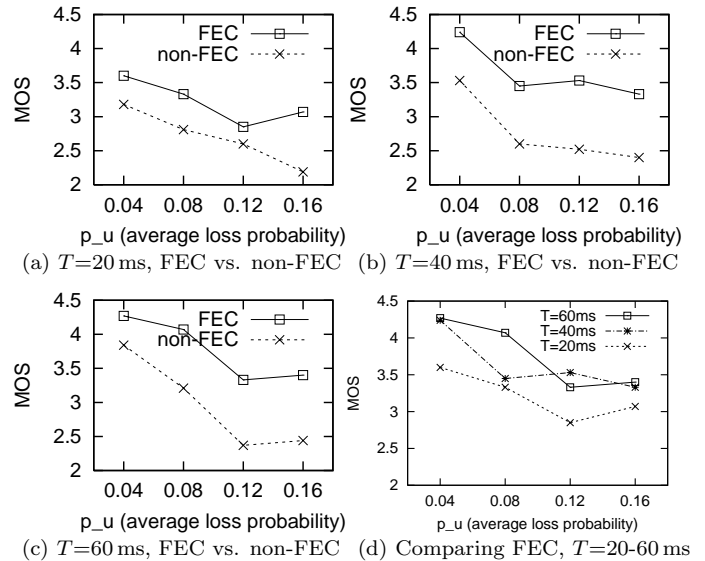 4.5
4
3.5
3
2.5
2
MOS
FEC
non-FEC
0.04 0.08 0.12 0.16
p_u (average loss probability)
(a) T=20 ms, FEC vs. non-FEC
4.5
4
3.5
3
2.5
2
MOS
FEC
non-FEC
0.04 0.08 0.12 0.16
p_u (average loss probability)
(b) T=40 ms, FEC vs. non-FEC
4.5
4
3.5
3
2.5
2
MOS
FEC
non-FEC
0.04 0.08 0.12 0.16
p_u (average loss probability)
(c) T=60 ms, FEC vs. non-FEC
4.5
4
3.5
3
2.5
2
MOS
T=60ms
T=40ms
T=20ms
0.04 0.08 0.12 0.16
p_u (average loss probability)
(d) Comparing FEC, T=20-60 ms